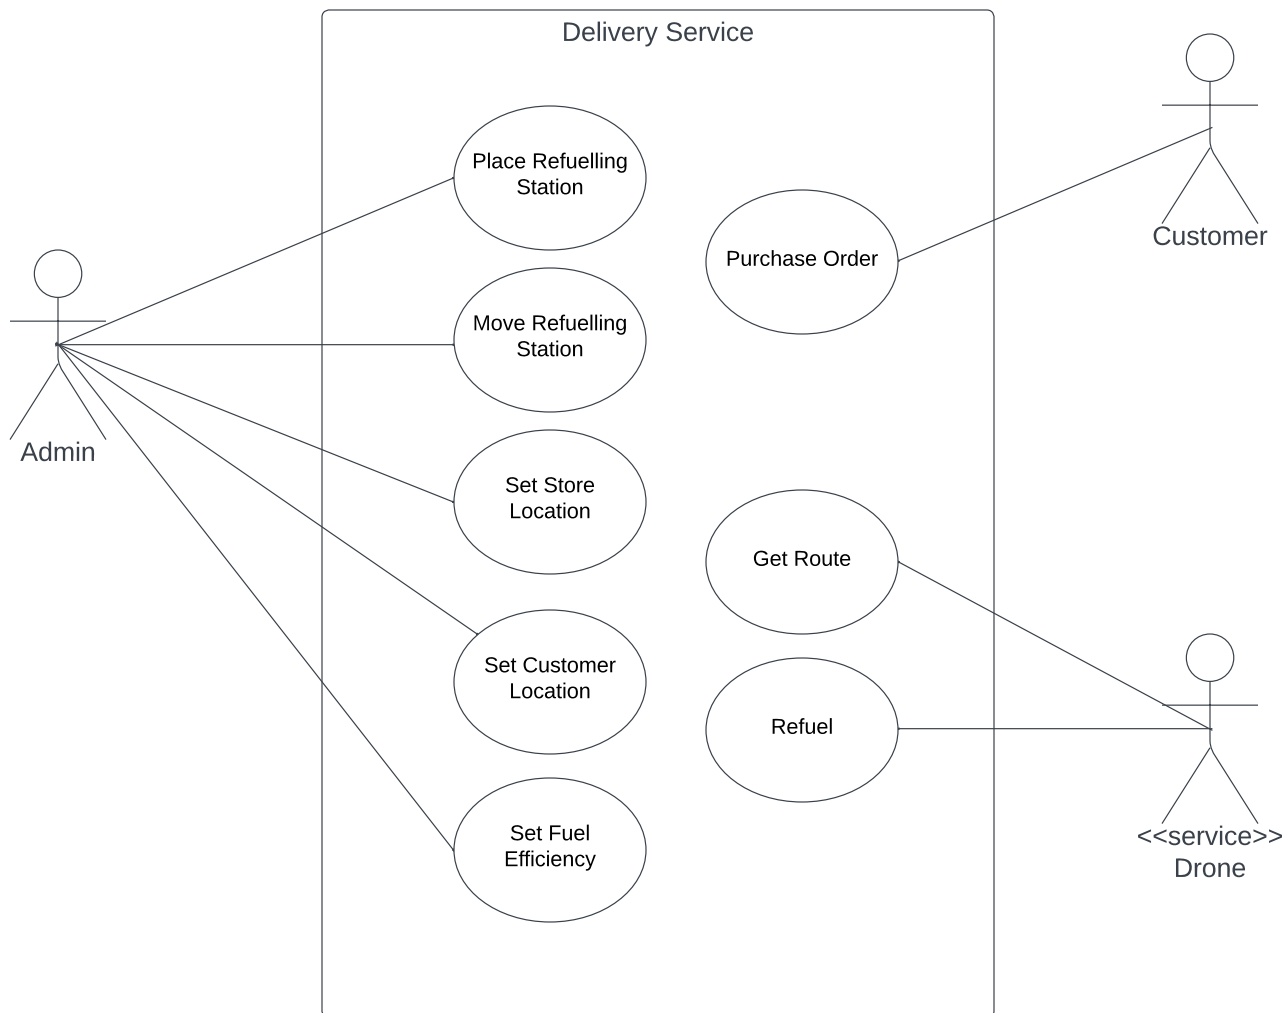 Delivery Service
Place Refuelling
Station
Purchase Order
Customer
Move Refuelling
Station
Admin
Set Store
Location
Get Route
Set Customer
Location
Refuel
Set Fuel
Efficiency
<<service>>
Drone